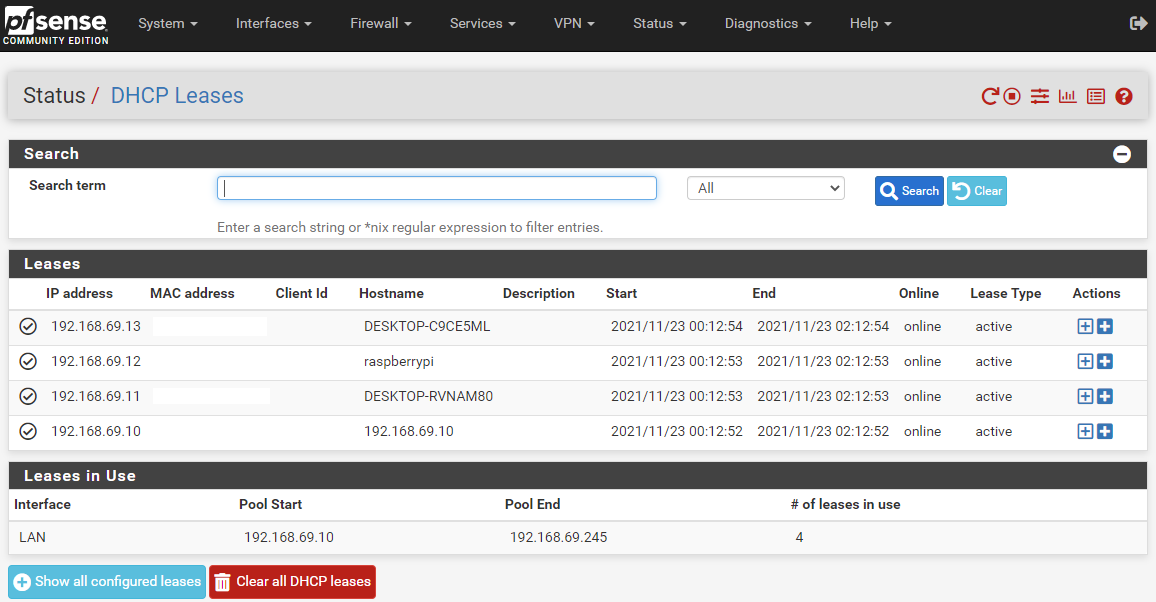 pfsense
COMMUNITY EDITION
System Interfaces Firewall Services VPN Status Diagnostics Help
Status / DHCP Leases
Search
Search term All Search Clear
Enter a search string or *nix regular expression to filter entries.
Leases
IP address MAC address Client Id Hostname Description Start End Online Lease Type Actions
192.168.69.13 DESKTOP-C9CE5ML 2021/11/23 00:12:54 2021/11/23 02:12:54 online active
192.168.69.12 raspberrypi 2021/11/23 00:12:53 2021/11/23 02:12:53 online active
192.168.69.11 DESKTOP-RVNAM80 2021/11/23 00:12:53 2021/11/23 02:12:53 online active
192.168.69.10 192.168.69.10 2021/11/23 00:12:52 2021/11/23 02:12:52 online active
Leases in Use
Interface Pool Start Pool End # of leases in use
LAN 192.168.69.10 192.168.69.245 4
Show all configured leases Clear all DHCP leases